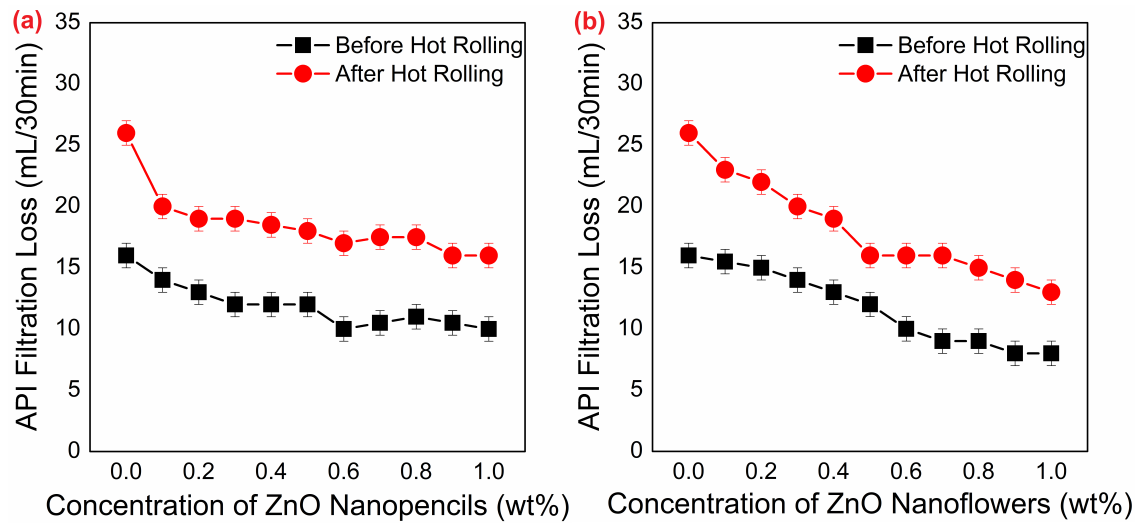 (a)
API Filtration Loss (mL/30min)
35
30
25
20
15
10
5
0
Before Hot Rolling
After Hot Rolling
0.0 0.2 0.4 0.6 0.8 1.0
Concentration of ZnO Nanopencils (wt%)
(b)
API Filtration Loss (mL/30min)
35
30
25
20
15
10
5
0
Before Hot Rolling
After Hot Rolling
0.0 0.2 0.4 0.6 0.8 1.0
Concentration of ZnO Nanoflowers (wt%)